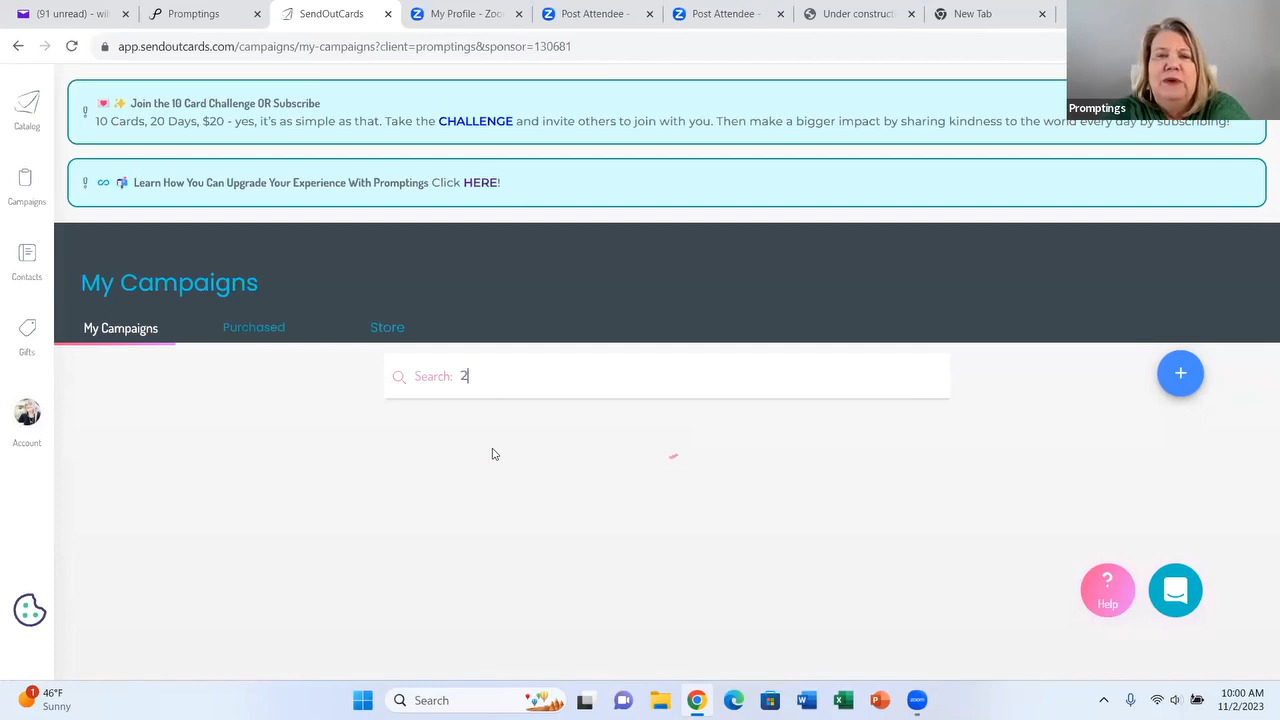 (91 unread) - wil
Promptings
SendOutCards
My Profile - Zoo
Post Attendee -
Post Attendee -
Under construct
New Tab
app.sendoutcards.com/campaigns/my-campaigns?client=promptings&sponsor=130681
Promptings
Catalog
Campaigns
Contacts
Gifts
Account
Join the 10 Card Challenge OR Subscribe
10 Cards, 20 Days, $20 - yes, it's as simple as that. Take the CHALLENGE and invite others to join with you. Then make a bigger impact by sharing kindness to the world every day by subscribing!
Learn How You Can Upgrade Your Experience With Promptings Click HERE!
My Campaigns
My Campaigns Purchased Store
Search: 2
+
?
Help
1
46°F
Sunny
Search
zoom
10:00 AM
11/2/2023